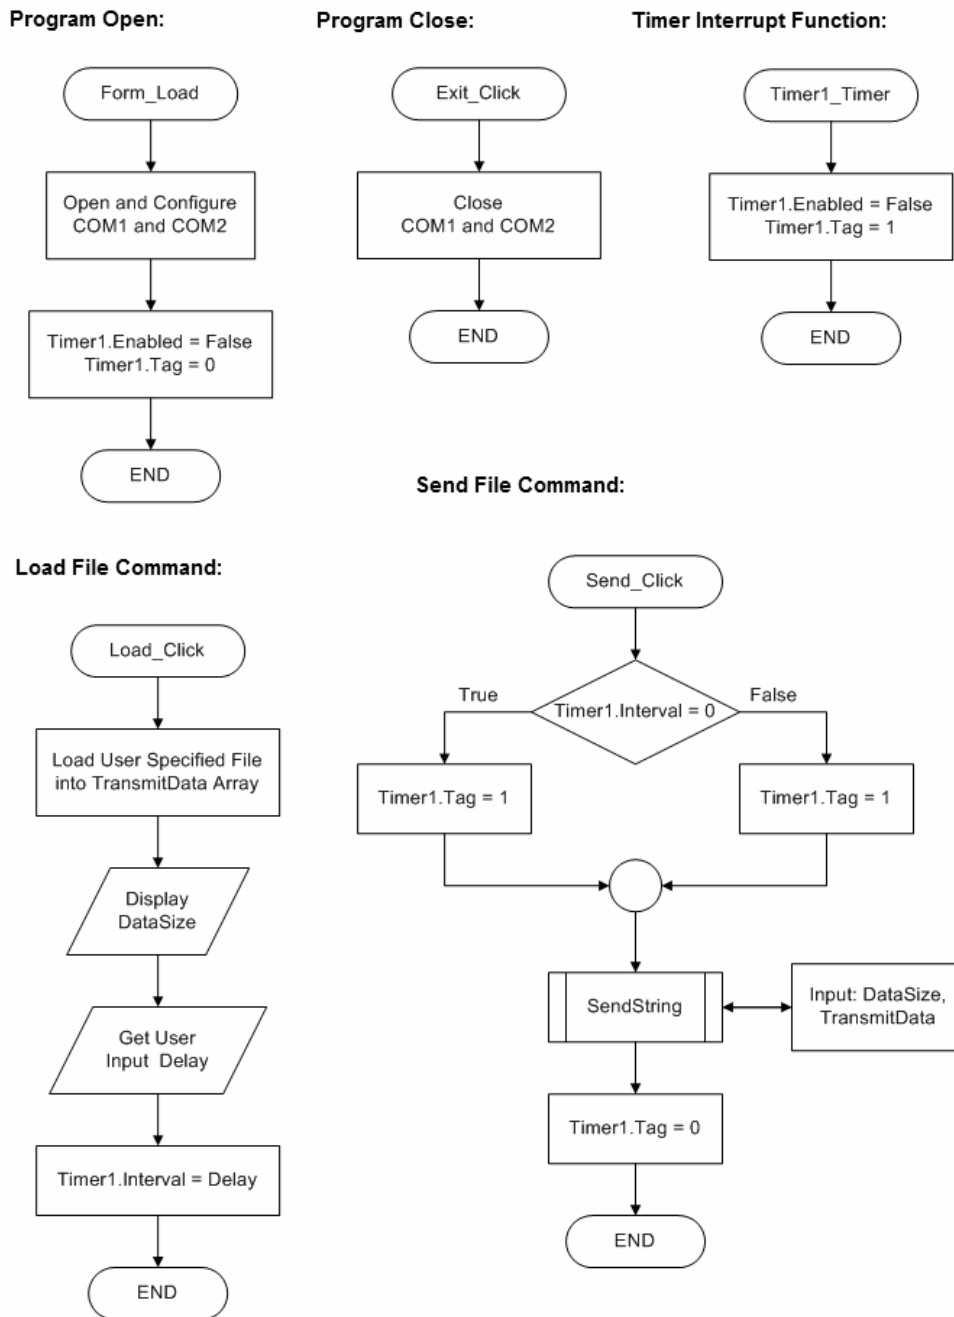 Program Open:
Form_Load
Open and Configure
COM1 and COM2
Timer1.Enabled = False
Timer1.Tag = 0
END
Program Close:
Exit_Click
Close
COM1 and COM2
END
Timer Interrupt Function:
Timer1_Timer
Timer1.Enabled = False
Timer1.Tag = 1
END
Load File Command:
Load_Click
Load User Specified File
into TransmitData Array
Display
DataSize
Get User
Input Delay
Timer1.Interval = Delay
END
Send File Command:
Send_Click
Timer1.Interval = 0
True
False
Timer1.Tag = 1
Timer1.Tag = 1
SendString
Input: DataSize,
TransmitData
Timer1.Tag = 0
END